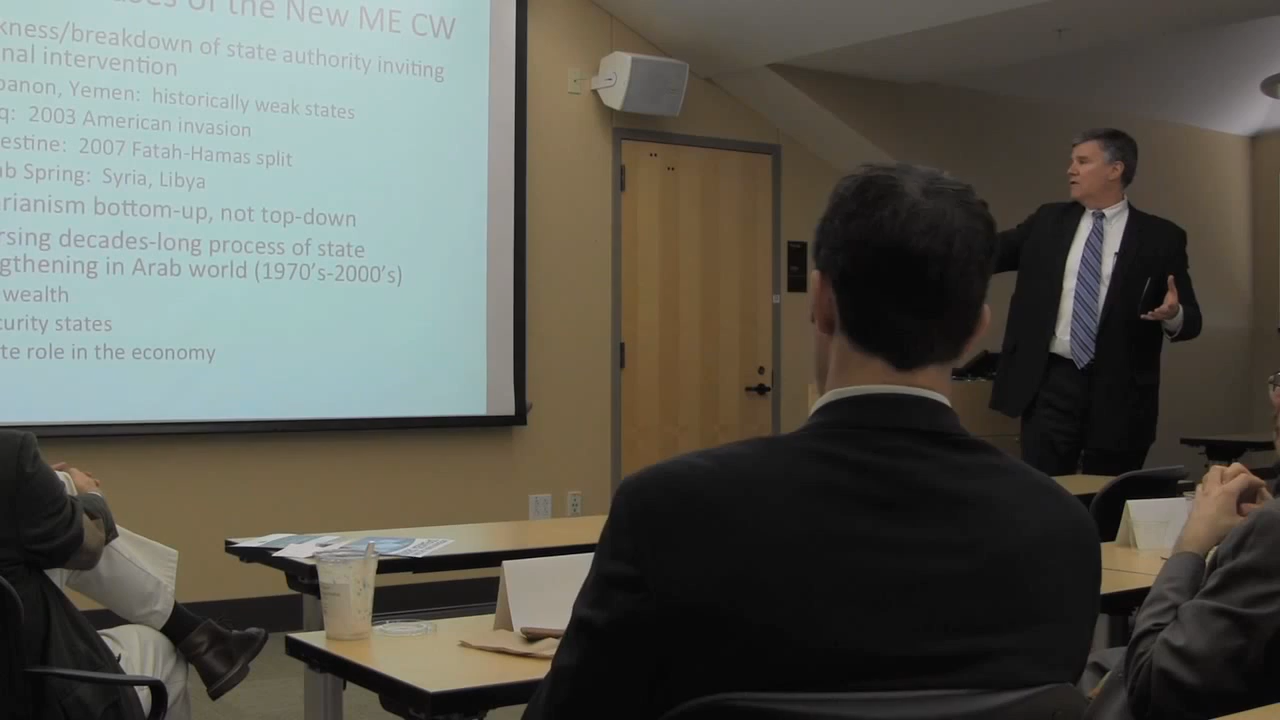 of the New ME CW
kness/breakdown of state authority inviting
nal intervention
banon, Yemen: historically weak states
q: 2003 American invasion
estine: 2007 Fatah-Hamas split
ab Spring: Syria, Libya
rianism bottom-up, not top-down
rsing decades-long process of state
gthening in Arab world (1970's-2000's)
wealth
curity states
te role in the economy